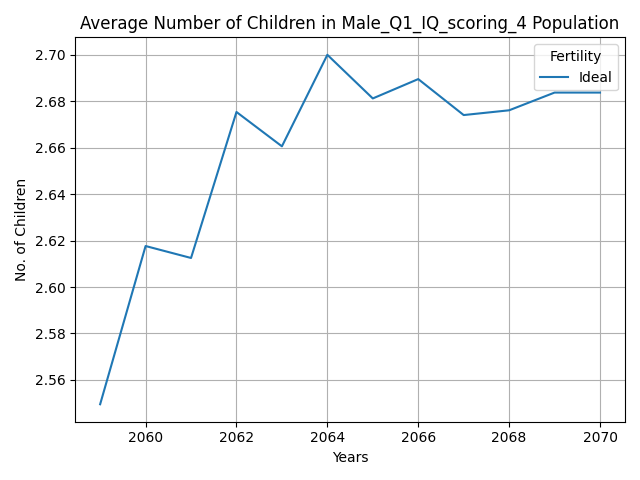 Average Number of Children in Male_Q1_IQ_scoring_4 Population
2.70
2.68
2.66
2.64
2.62
2.60
2.58
2.56
No. of Children
Fertility
Ideal
2060
2062
2064
2066
2068
2070
Years